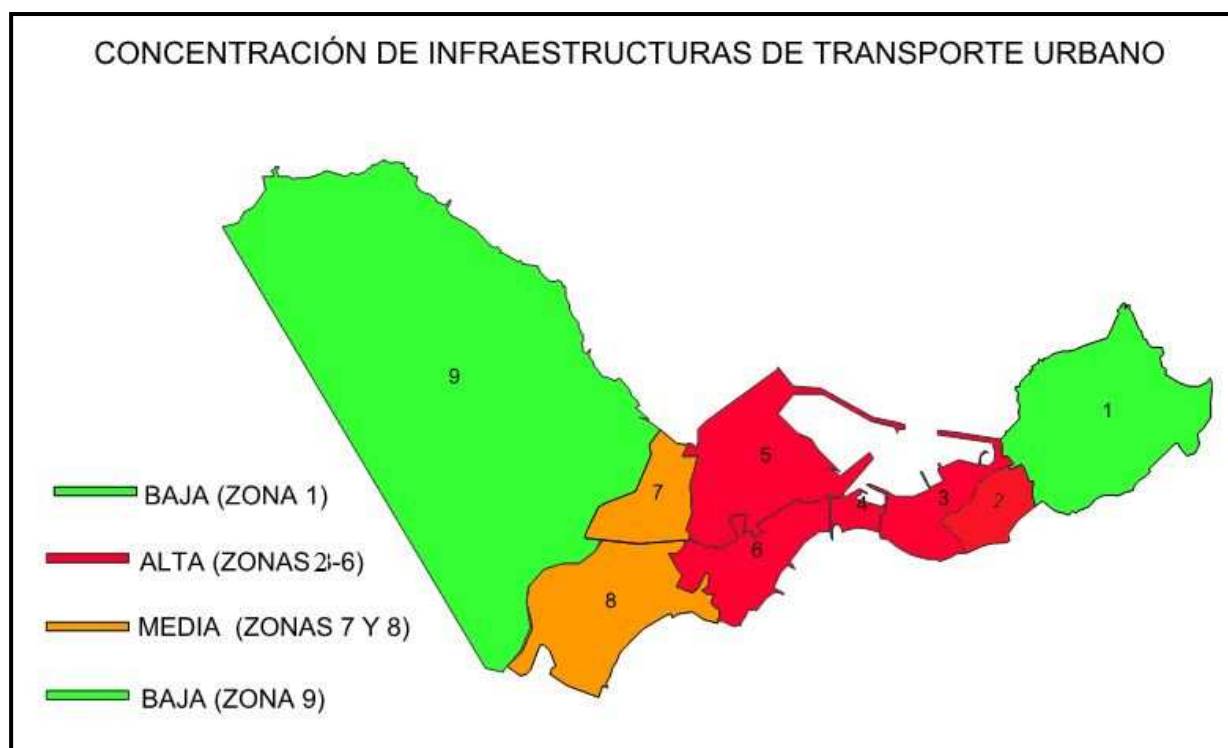 CONCENTRACIÓN DE INFRAESTRUCTURAS DE TRANSPORTE URBANO
9
1
5
7
4
3
2
6
8
BAJA (ZONA 1)
ALTA (ZONAS 2-6)
MEDIA (ZONAS 7 Y 8)
BAJA (ZONA 9)